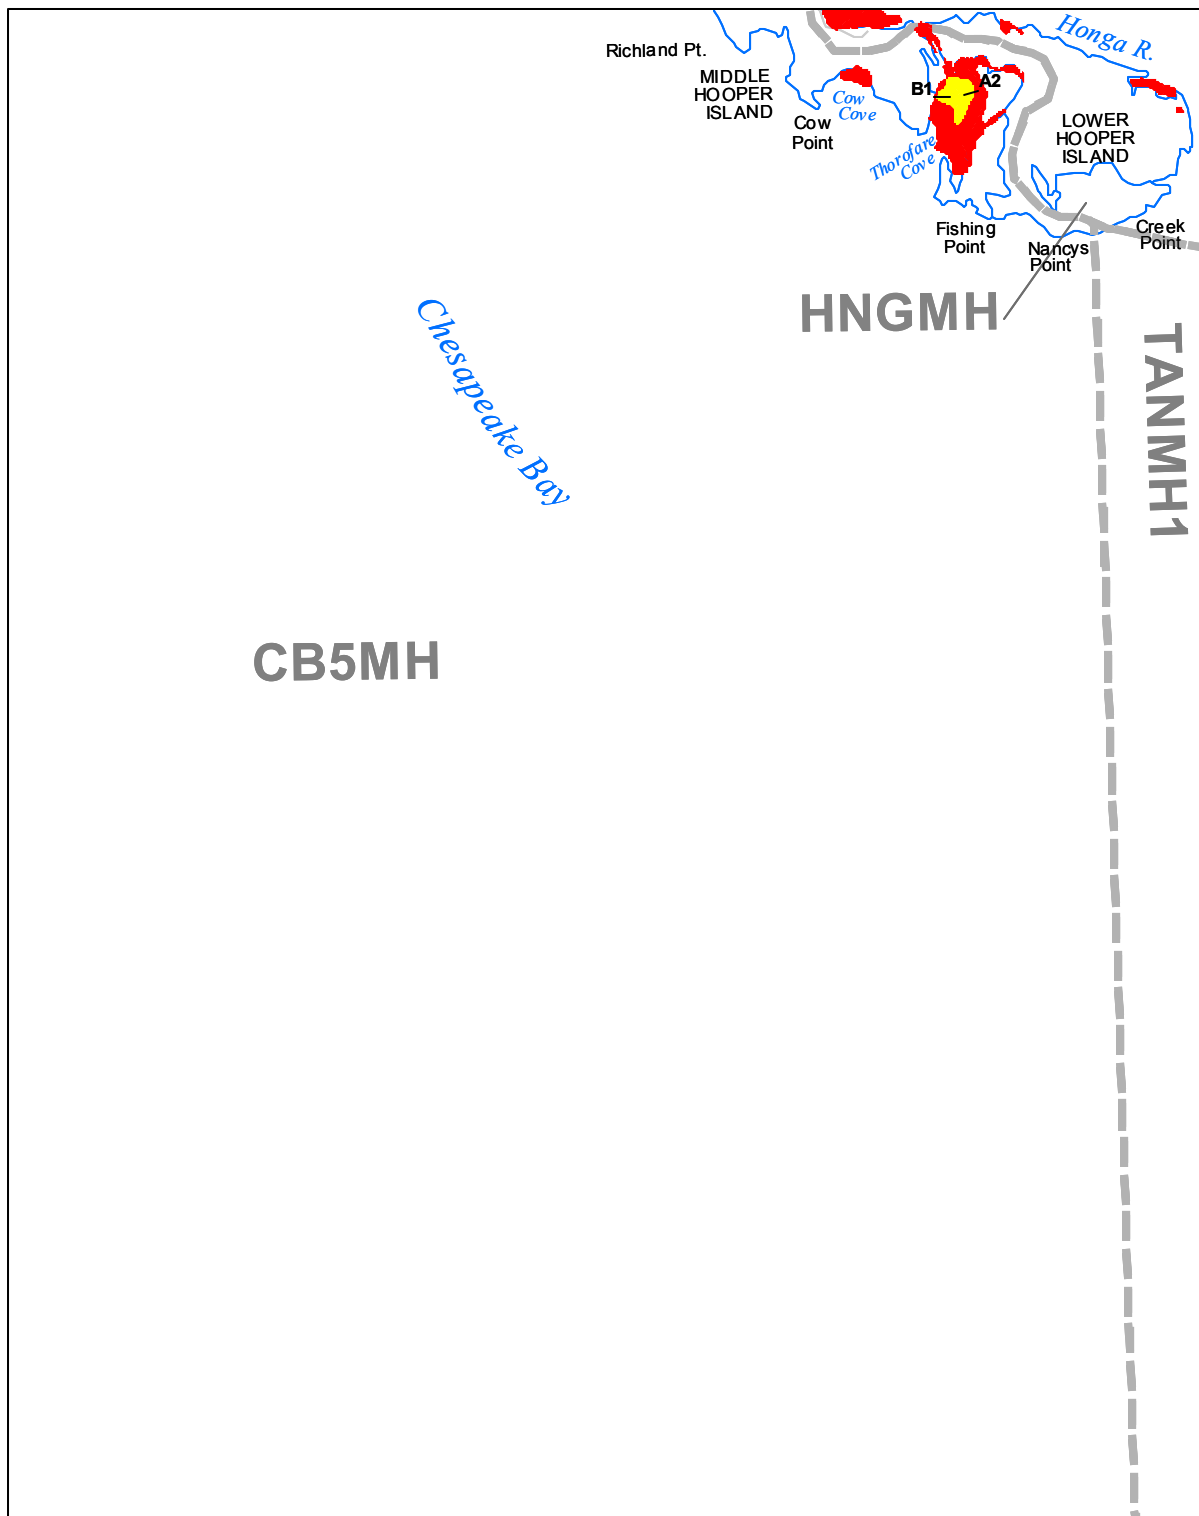 Honga R.
Richland Pt.
MIDDLE
HOOPER
ISLAND
B1
A2
Cow
Cove
Cow
Point
LOWER
HOOPER
ISLAND
Thorofare
Cove
Fishing
Point
Nancys
Point
Creek
Point
HNGMH
TANMH1
Chesapeake Bay
CB5MH